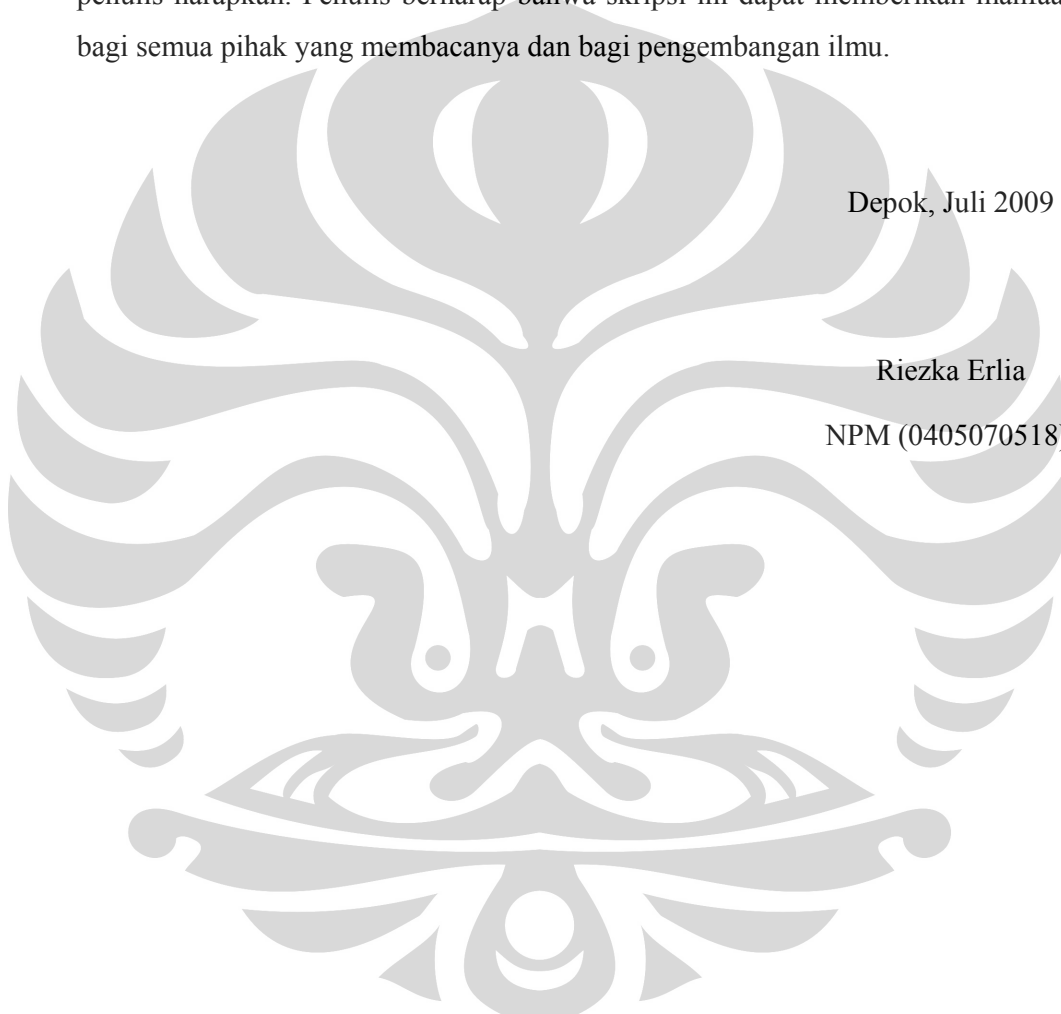 penulis harapkan. Penulis berharap bahwa skripsi ini dapat memberikan manfaat
bagi semua pihak yang membacanya dan bagi pengembangan ilmu.
Depok, Juli 2009
Riezka Erlia
NPM (0405070518)